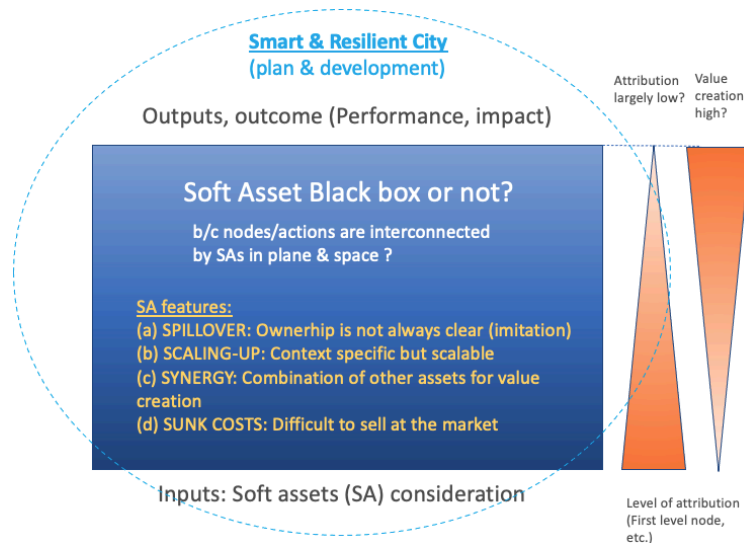 Smart & Resilient City
(plan & development)
Attribution
largely low?
Value
creation
high?
Outputs, outcome (Performance, impact)
Soft Asset Black box or not?
b/c nodes/actions are interconnected
by SAs in plane & space ?
SA features:
(a) SPILLOVER: Ownerhip is not always clear (imitation)
(b) SCALING-UP: Context specific but scalable
(c) SYNERGY: Combination of other assets for value
creation
(d) SUNK COSTS: Difficult to sell at the market
Inputs: Soft assets (SA) consideration
Level of attribution
(First level node,
etc.)